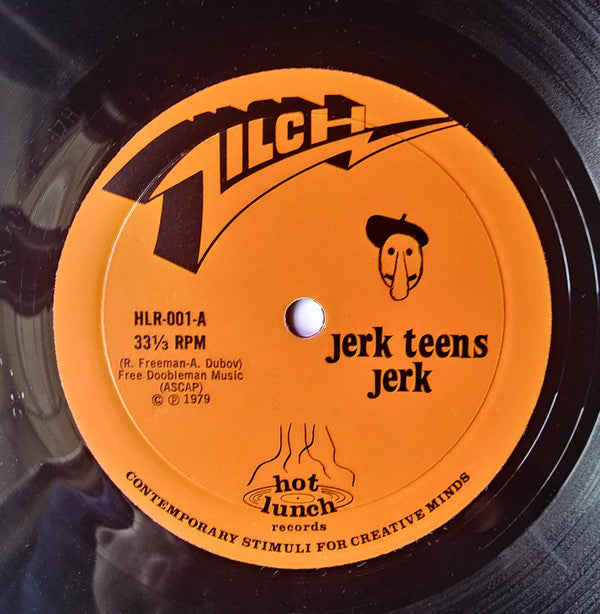 ZILCH
HLR-001-A
33⅓ RPM
(R. Freeman-A. Dubov)
Free Doobleman Music
(ASCAP)
© ℗ 1979
jerk teens
jerk
hot
lunch
records
CONTEMPORARY STIMULI FOR CREATIVE MINDS